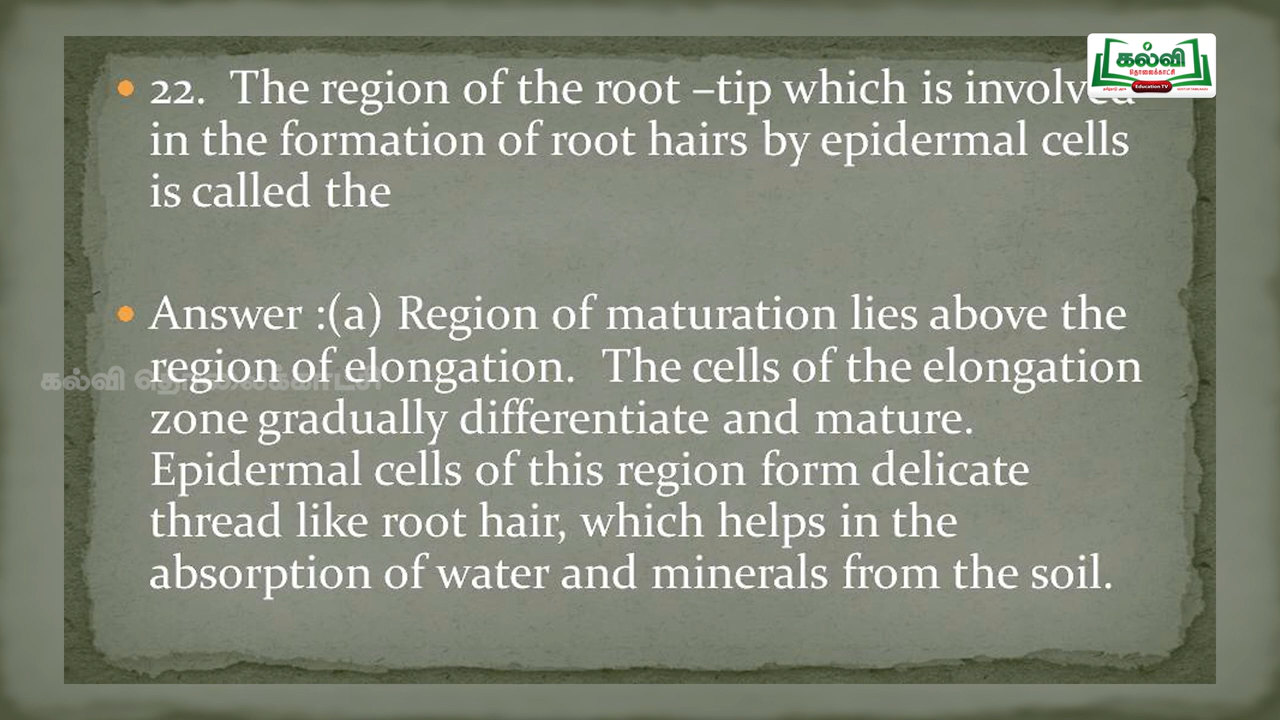 கல்வி
தொலைக்காட்சி
Education TV
• 22. The region of the root –tip which is involved
in the formation of root hairs by epidermal cells
is called the
• Answer :(a) Region of maturation lies above the
region of elongation. The cells of the elongation
கல்வி தொலைக்காட்சி
zone gradually differentiate and mature.
Epidermal cells of this region form delicate
thread like root hair, which helps in the
absorption of water and minerals from the soil.